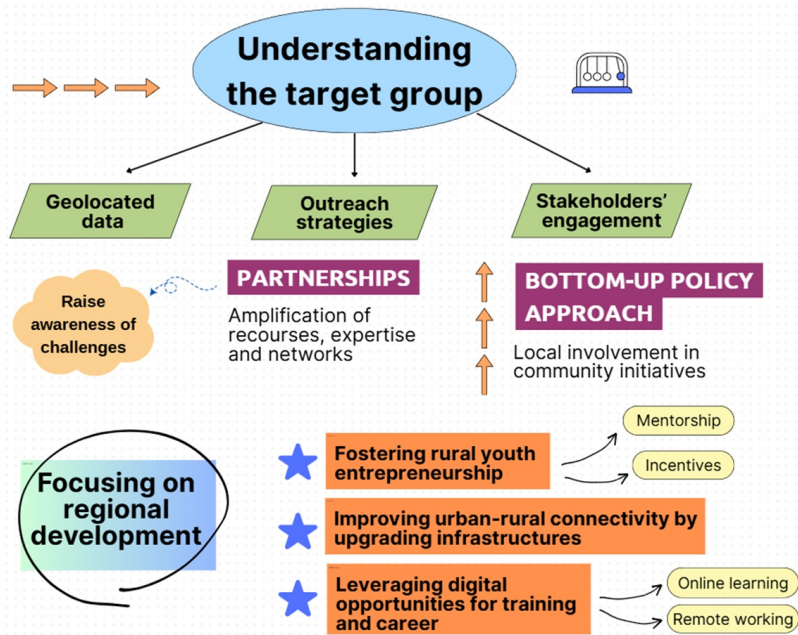 Understanding
the target group
Geolocated
data
Outreach
strategies
Stakeholders'
engagement
Raise
awareness of
challenges
PARTNERSHIPS
Amplification of
recourses, expertise
and networks
BOTTOM-UP POLICY
APPROACH
Local involvement in
community initiatives
Focusing on
regional
development
Fostering rural youth
entrepreneurship
Mentorship
Incentives
Improving urban-rural connectivity by
upgrading infrastructures
Leveraging digital
opportunities for training
and career
Online learning
Remote working